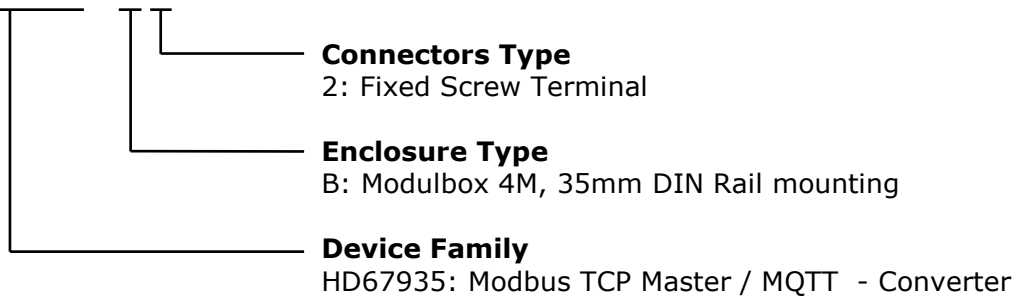 Connectors Type
2: Fixed Screw Terminal
Enclosure Type
B: Modulbox 4M, 35mm DIN Rail mounting
Device Family
HD67935: Modbus TCP Master / MQTT - Converter